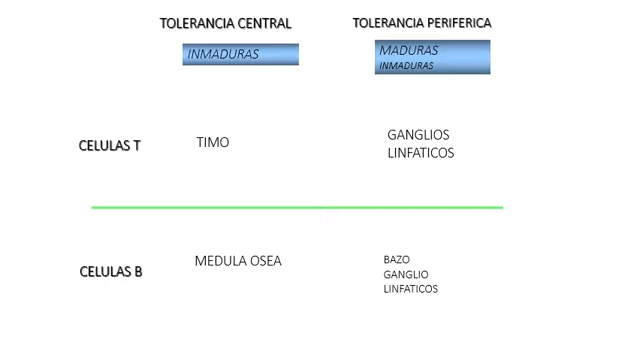 TOLERANCIA CENTRAL
TOLERANCIA PERIFERICA
INMADURAS
MADURAS
INMADURAS
CELULAS T
TIMO
GANGLIOS
LINFATICOS
CELULAS B
MEDULA OSEA
BAZO
GANGLIO
LINFATICOS